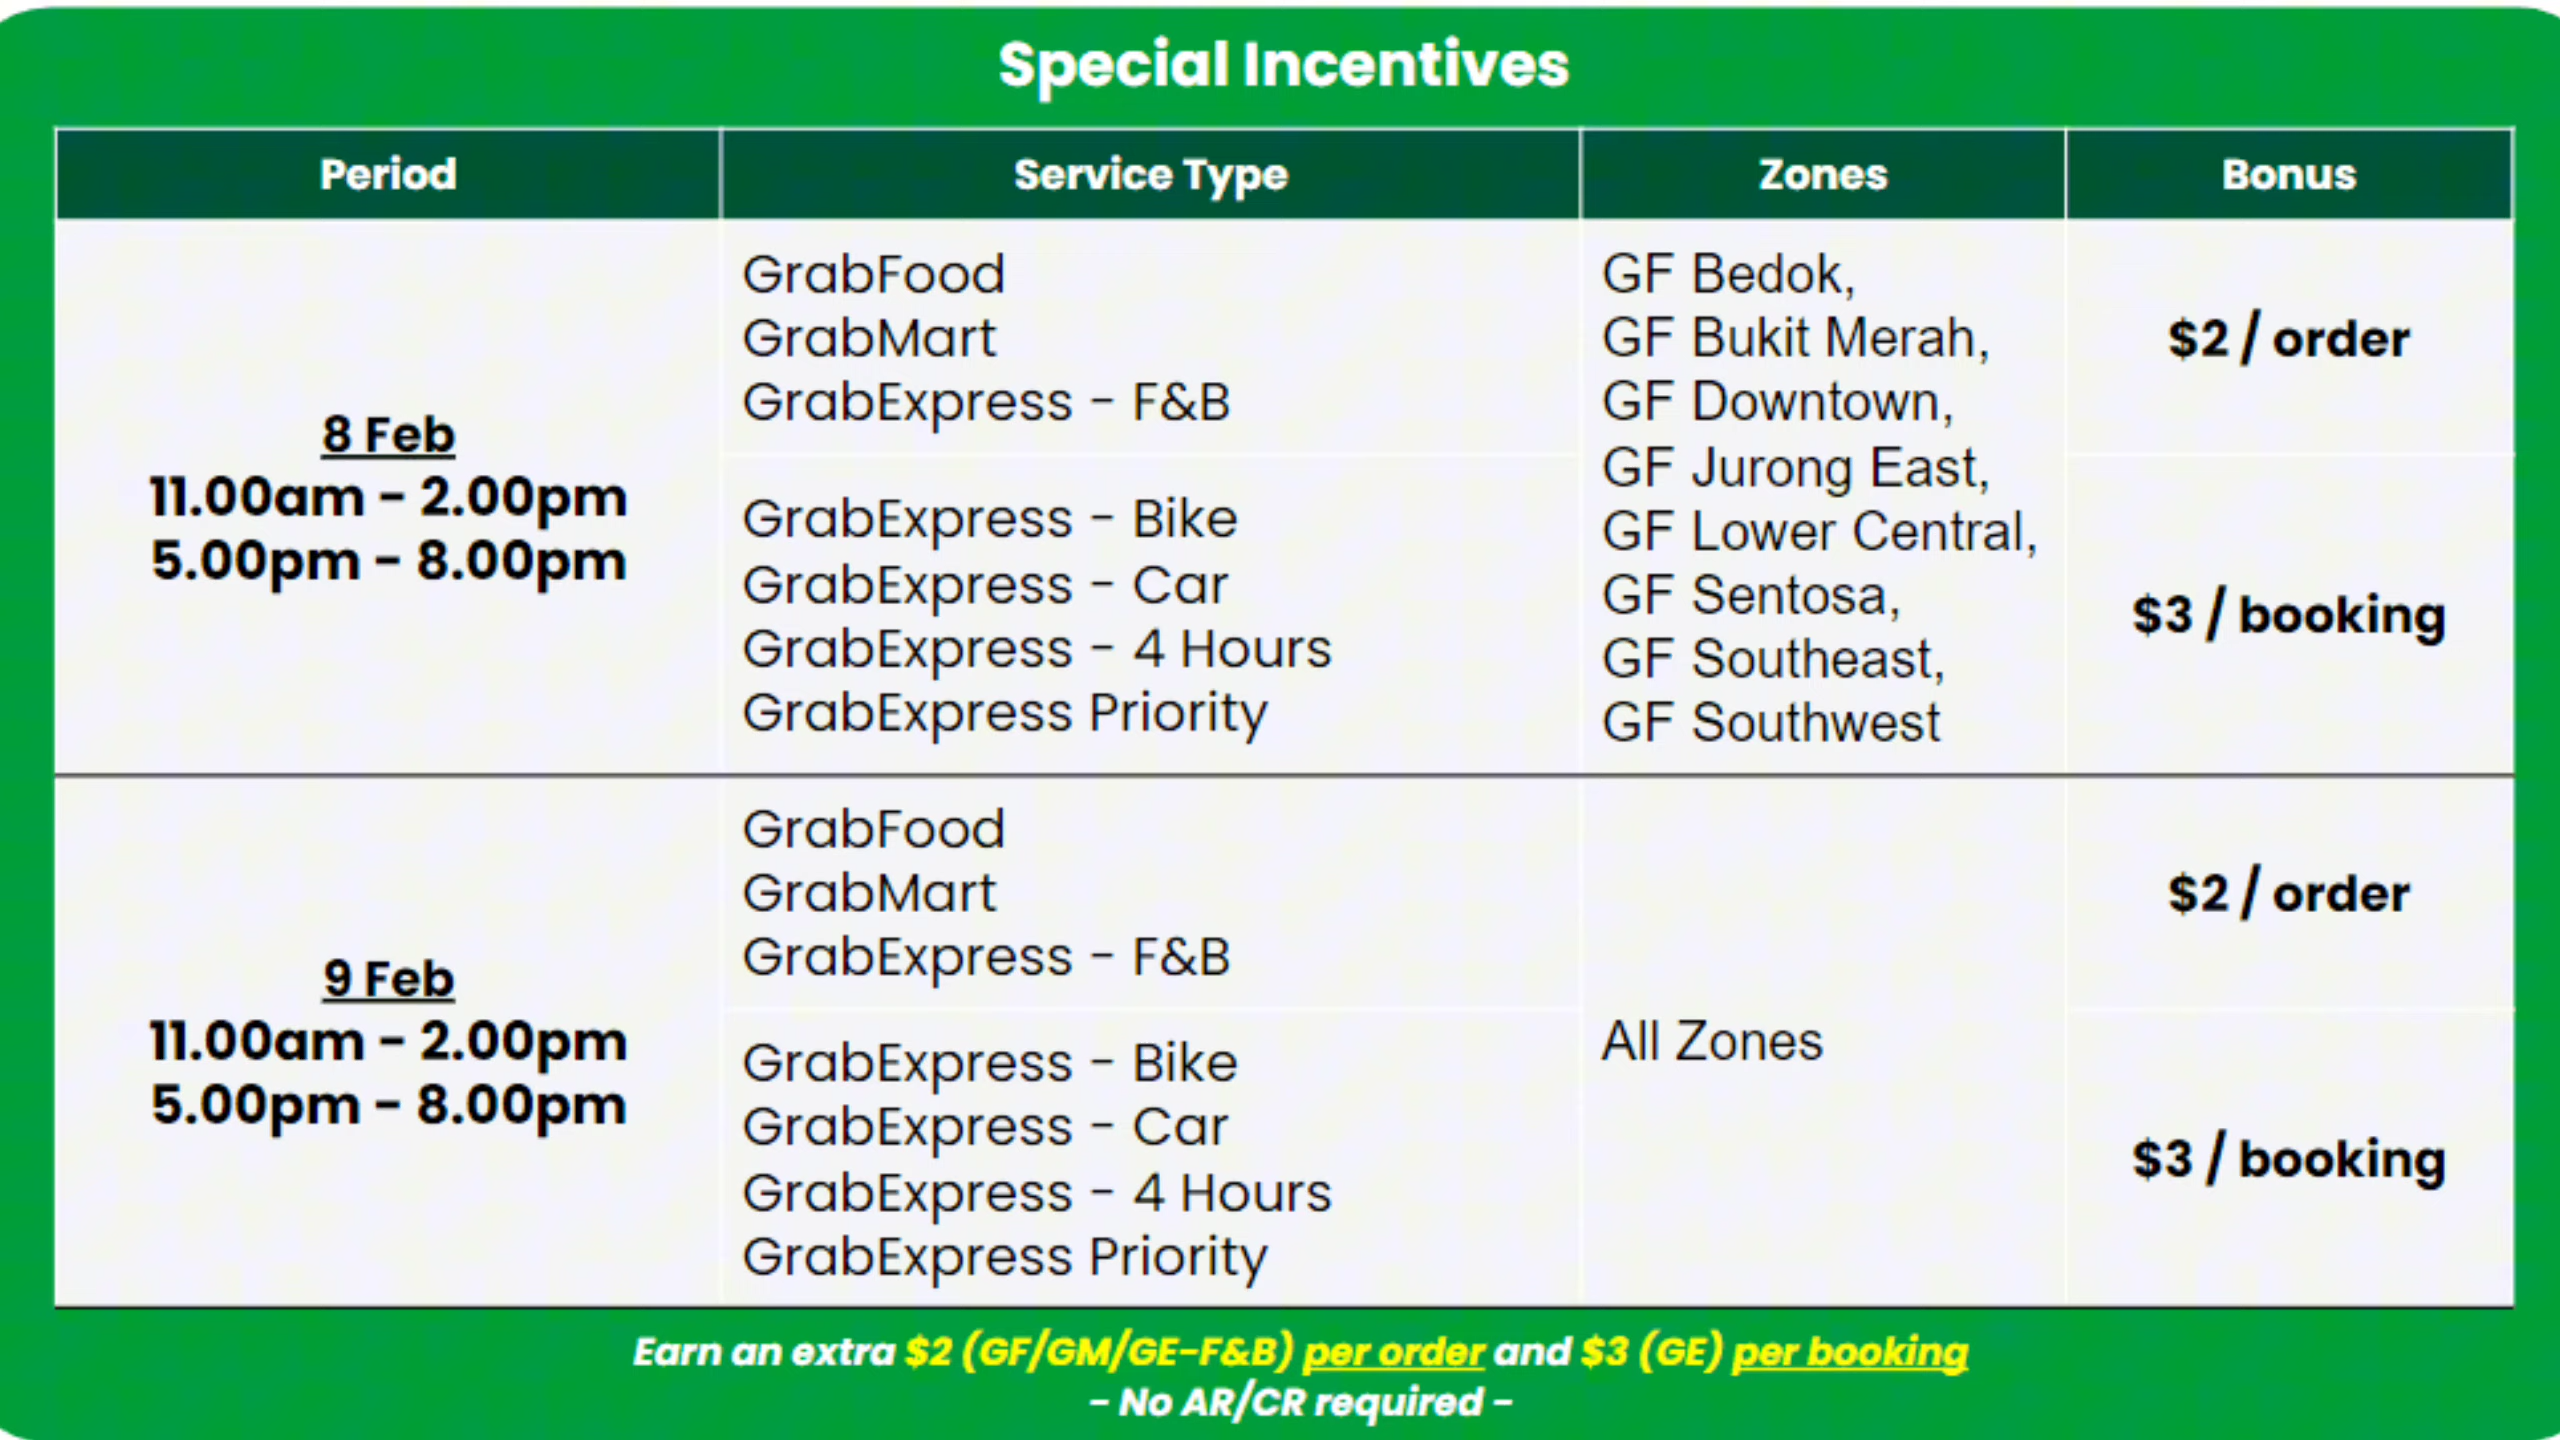 Special Incentives
Period
Service Type
Zones
Bonus
8 Feb
11.00am - 2.00pm
5.00pm - 8.00pm
GrabFood
GrabMart
GrabExpress - F&B
GrabExpress - Bike
GrabExpress - Car
GrabExpress - 4 Hours
GrabExpress Priority
GF Bedok,
GF Bukit Merah,
GF Downtown,
GF Jurong East,
GF Lower Central,
GF Sentosa,
GF Southeast,
GF Southwest
$2 / order
$3 / booking
9 Feb
11.00am - 2.00pm
5.00pm - 8.00pm
GrabFood
GrabMart
GrabExpress - F&B
GrabExpress - Bike
GrabExpress - Car
GrabExpress - 4 Hours
GrabExpress Priority
All Zones
$2 / order
$3 / booking
Earn an extra $2 (GF/GM/GE-F&B) per order and $3 (GE) per booking
- No AR/CR required -